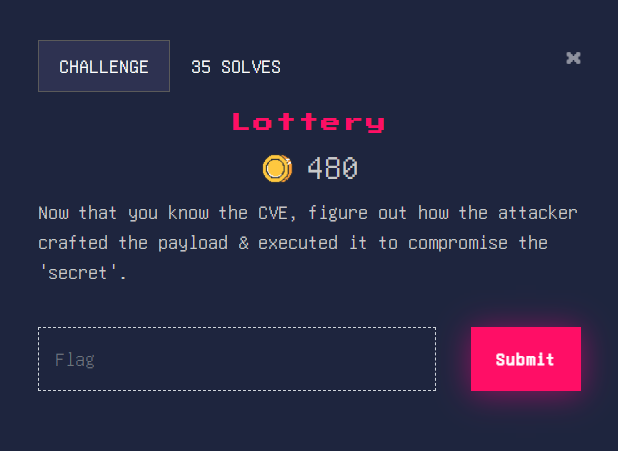 CHALLENGE
35 SOLVES
✖
Lottery
480
Now that you know the CVE, figure out how the attacker
crafted the payload & executed it to compromise the
'secret'.
Flag
Submit